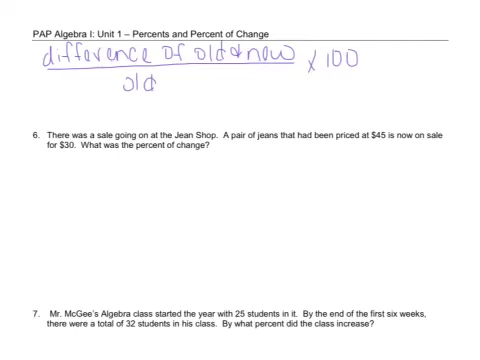 PAP Algebra I: Unit 1 – Percents and Percent of Change
difference of old & new
old
x 100
6. There was a sale going on at the Jean Shop. A pair of jeans that had been priced at $45 is now on sale
for $30. What was the percent of change?
7. Mr. McGee's Algebra class started the year with 25 students in it. By the end of the first six weeks,
there were a total of 32 students in his class. By what percent did the class increase?